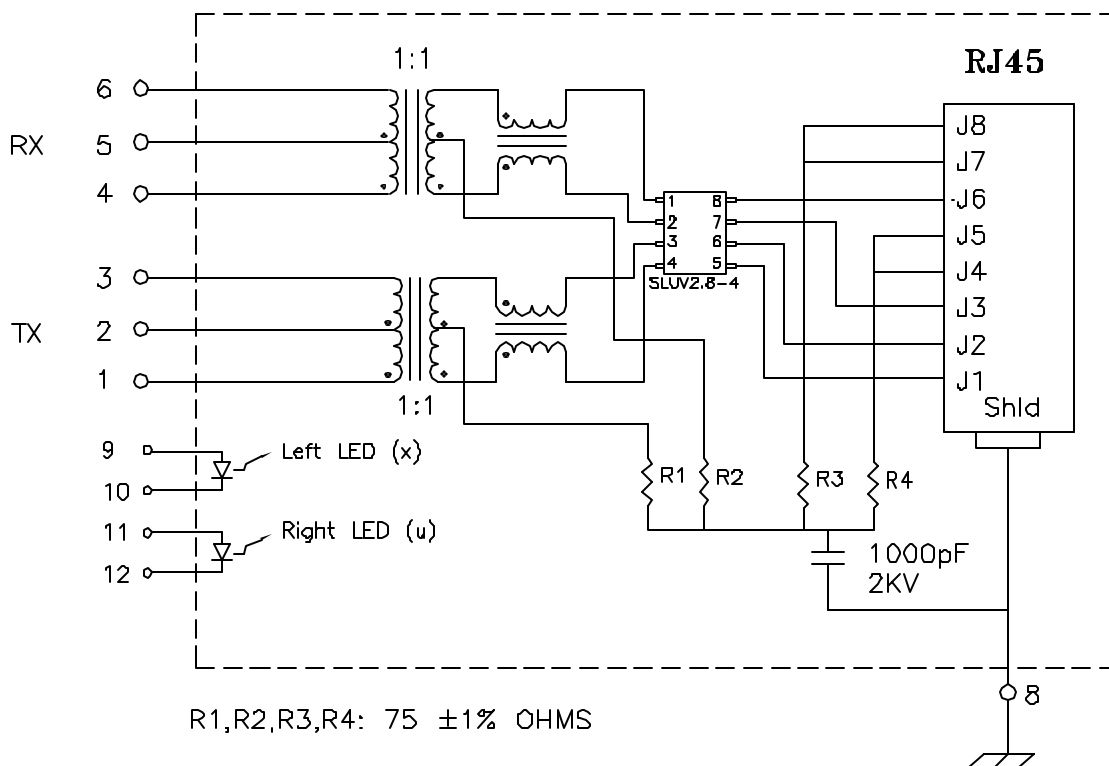 1:1
RJ45
6
RX
5
4
J8
J7
J6
J5
J4
J3
J2
J1
Shld
1 8
2 7
3 6
4 5
SLUV2.8-4
3
TX
2
1
1:1
9
Left LED (x)
10
11
Right LED (u)
12
R1
R2
R3
R4
1000pF
2KV
8
R1,R2,R3,R4: 75 ±1% OHMS